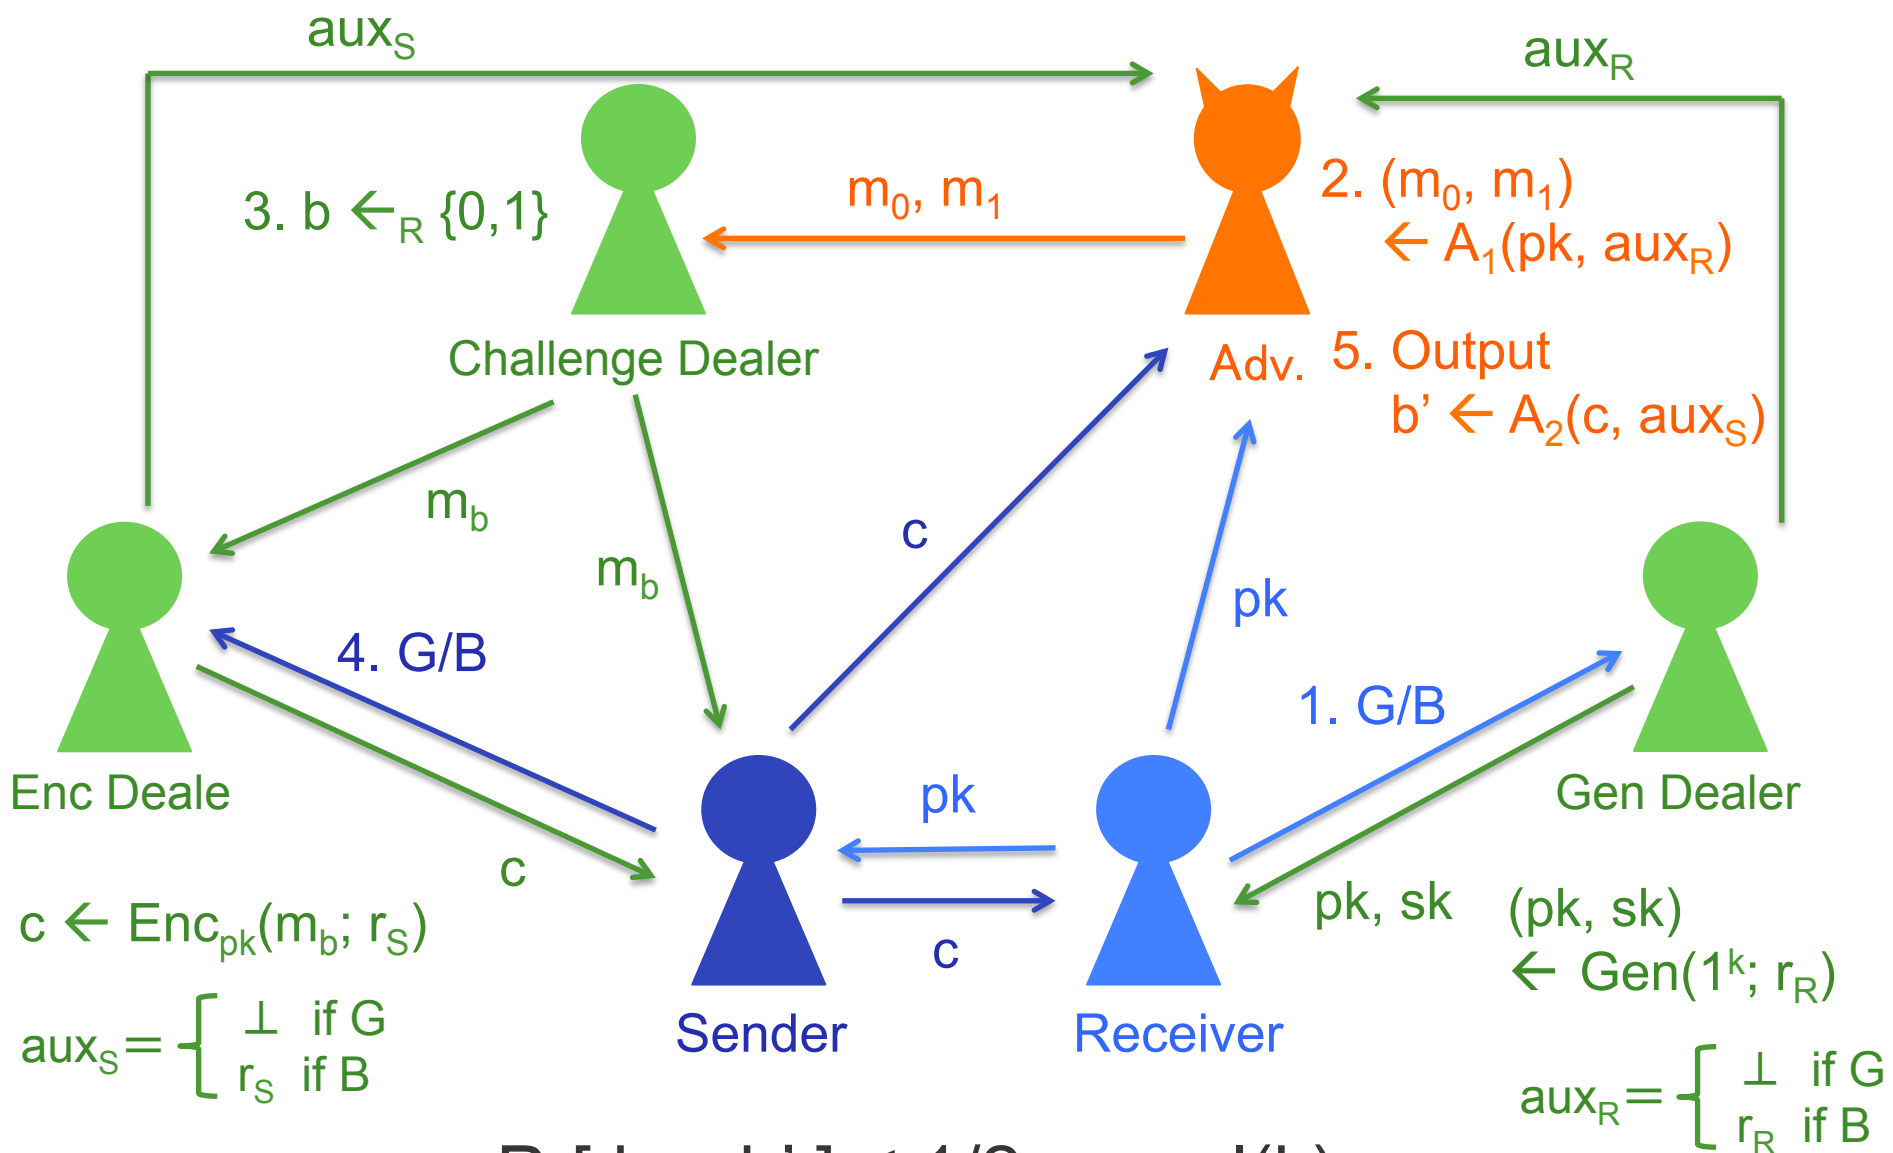 aux_S
aux_R
m_0, m_1
2. (m_0, m_1)
← A_1(pk, aux_R)
3. b ←_R {0,1}
Challenge Dealer
Adv.
5. Output
b’ ← A_2(c, aux_S)
m_b
m_b
c
pk
4. G/B
1. G/B
Enc Deale
Gen Dealer
pk
c
c
pk, sk
c ← Enc_pk(m_b; r_S)
(pk, sk)
← Gen(1^k; r_R)
Sender
Receiver
aux_S = { ⊥ if G
r_S if B
aux_R = { ⊥ if G
r_R if B